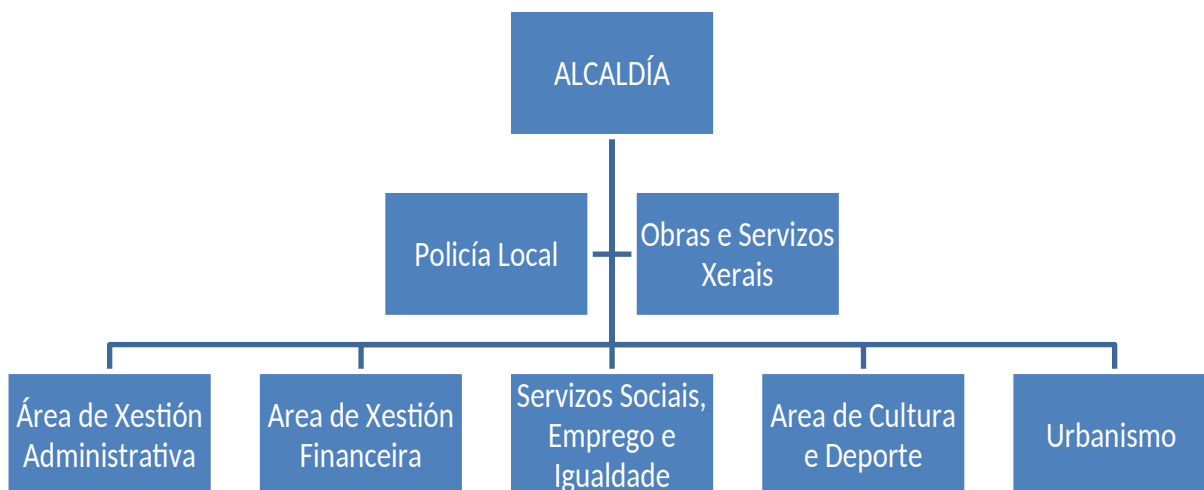 ALCALDÍA
Policía Local
Obras e Servizos
Xerais
Área de Xestión
Administrativa
Area de Xestión
Financeira
Servizos Sociais,
Emprego e
Igualdade
Area de Cultura
e Deporte
Urbanismo